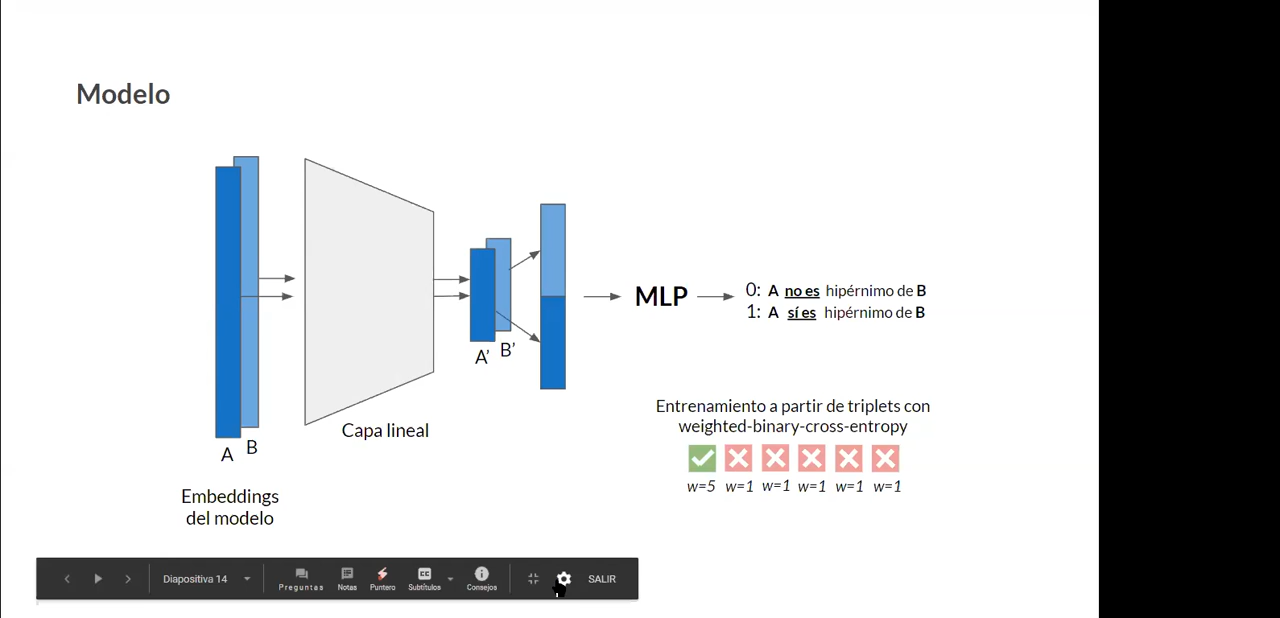 Modelo
A
B
Embeddings
del modelo
Capa lineal
A' B'
MLP
0: A no es hipérnimo de B
1: A sí es hipérnimo de B
Entrenamiento a partir de triplets con
weighted-binary-cross-entropy
w=5 w=1 w=1 w=1 w=1 w=1
Diapositiva 14
Preguntas
Notas
Puntero
Subtítulos
Consejos
SALIR
CC